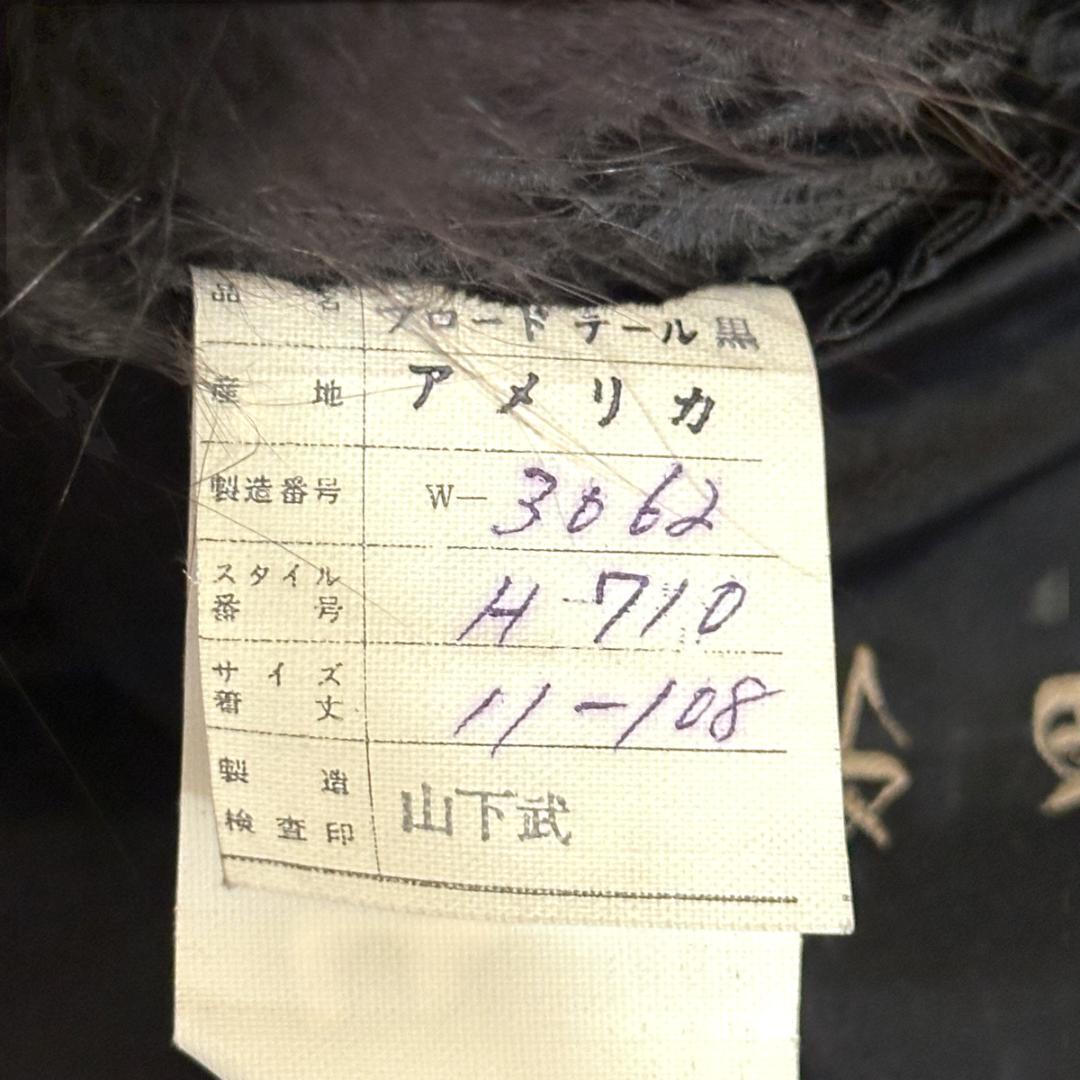 品名 ブロードテール 黒
産地 アメリカ
製造番号 W-3062
スタイル番号 H-710
サイズ着丈 11-108
製造検査印 山下武